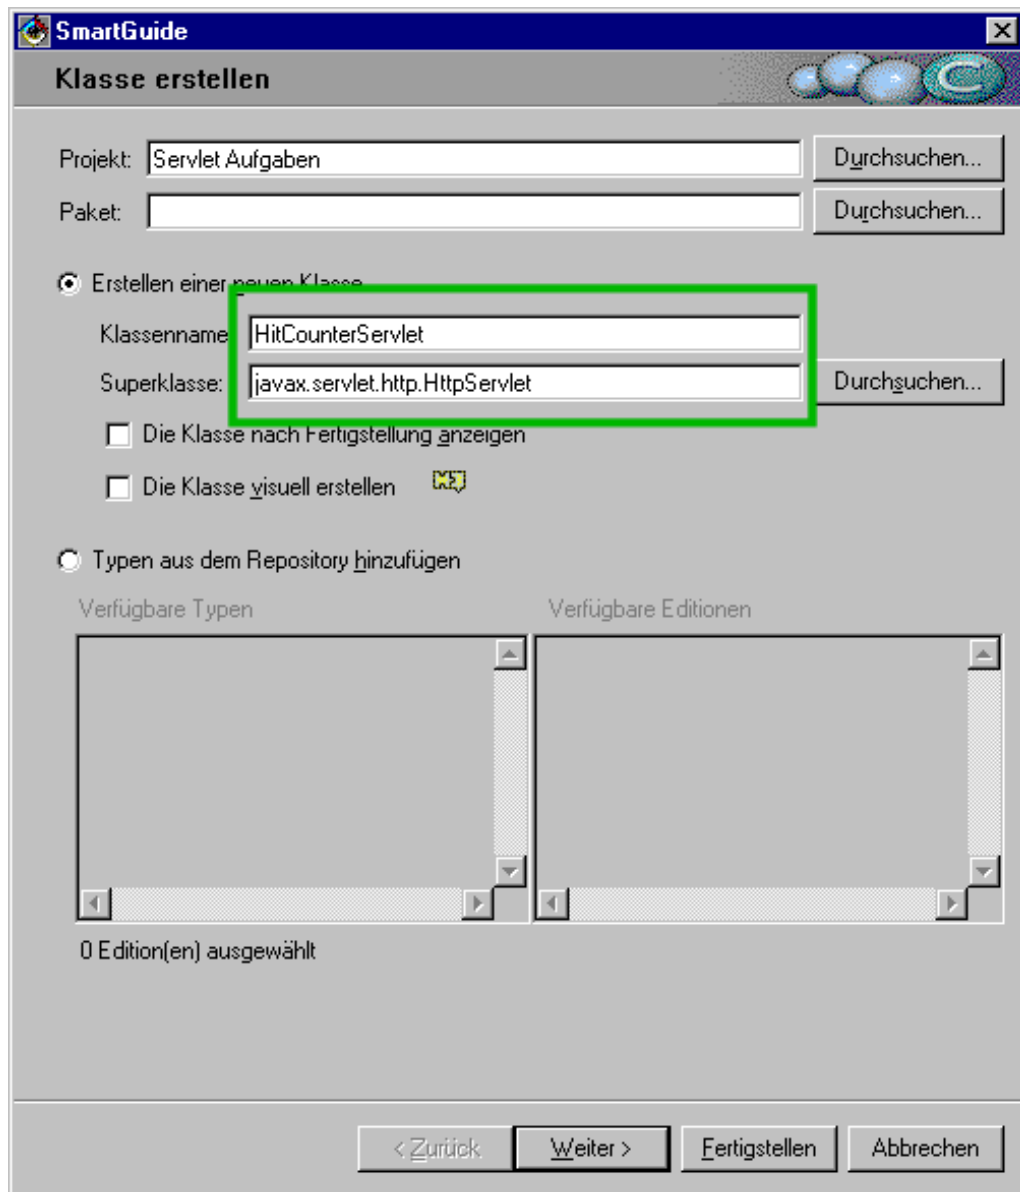 SmartGuide
Klasse erstellen
Projekt: Servlet Aufgaben Durchsuchen...
Paket: Durchsuchen...
Erstellen einer neuen Klasse
Klassenname HitCounterServlet
Superklasse: javax.servlet.http.HttpServlet Durchsuchen...
Die Klasse nach Fertigstellung anzeigen
Die Klasse visuell erstellen
Typen aus dem Repository hinzufügen
Verfügbare Typen Verfügbare Editionen
0 Edition(en) ausgewählt
< Zurück Weiter > Fertigstellen Abbrechen